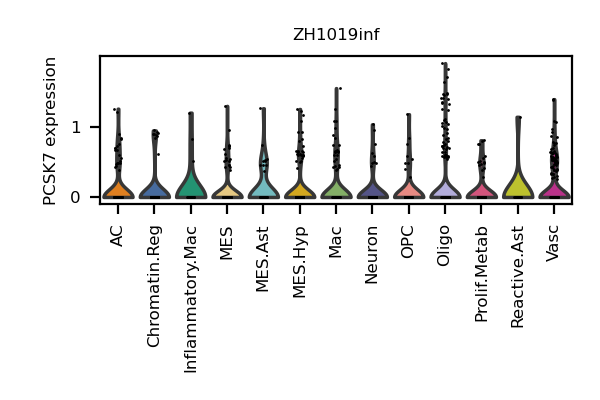 ZH1019inf
PCSK7 expression
1
0
AC
Chromatin.Reg
Inflammatory.Mac
MES
MES.Ast
MES.Hyp
Mac
Neuron
OPC
Oligo
Prolif.Metab
Reactive.Ast
Vasc